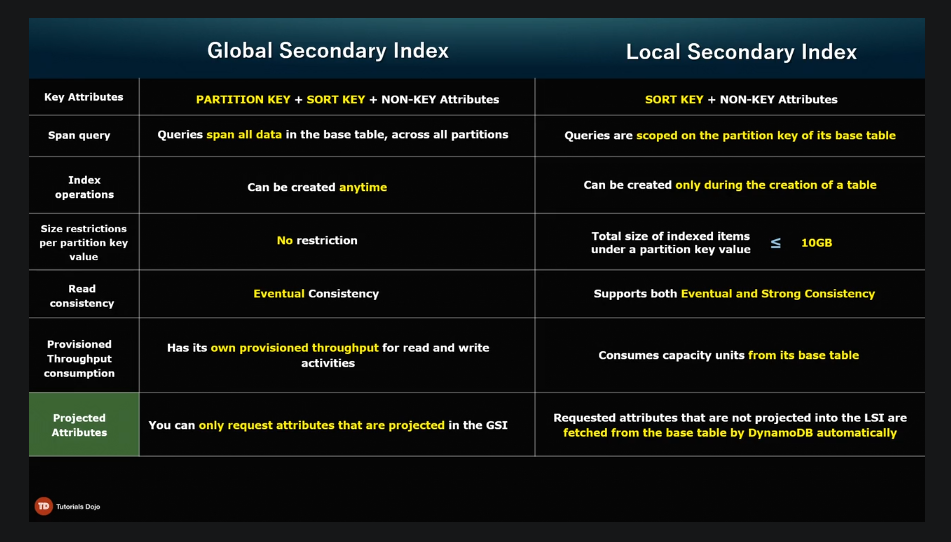 Global Secondary Index
Local Secondary Index
Key Attributes
PARTITION KEY + SORT KEY + NON-KEY Attributes
SORT KEY + NON-KEY Attributes
Span query
Queries span all data in the base table, across all partitions
Queries are scoped on the partition key of its base table
Index
operations
Can be created anytime
Can be created only during the creation of a table
Size restrictions
per partition key
value
No restriction
Total size of indexed items
under a partition key value
≤ 10GB
Read
consistency
Eventual Consistency
Supports both Eventual and Strong Consistency
Provisioned
Throughput
consumption
Has its own provisioned throughput for read and write
activities
Consumes capacity units from its base table
Projected
Attributes
You can only request attributes that are projected in the GSI
Requested attributes that are not projected into the LSI are
fetched from the base table by DynamoDB automatically
TD Tutorials Dojo